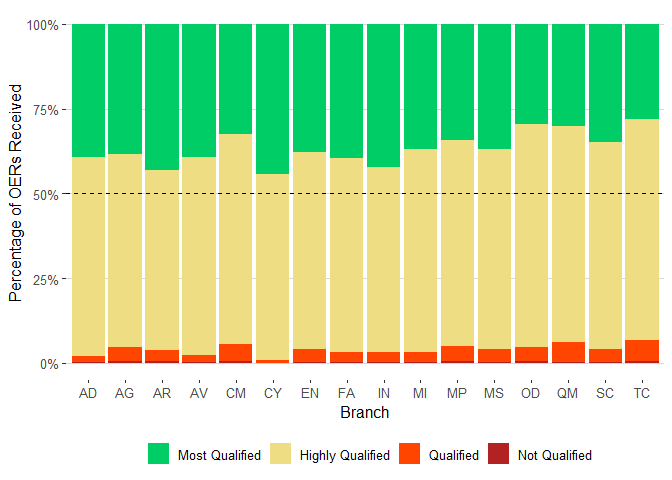 100%
75%
50%
25%
0%
Percentage of OERs Received
AD AG AR AV CM CY EN FA IN MI MP MS OD QM SC TC
Branch
Most Qualified Highly Qualified Qualified Not Qualified